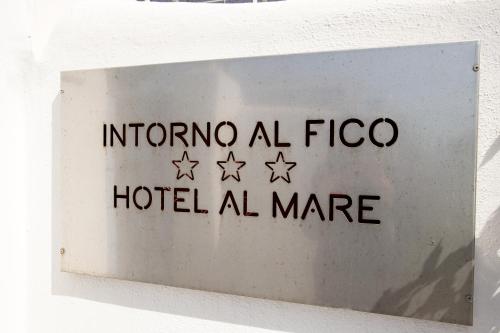 INTORNO AL FICO
☆ ☆ ☆
HOTEL AL MARE